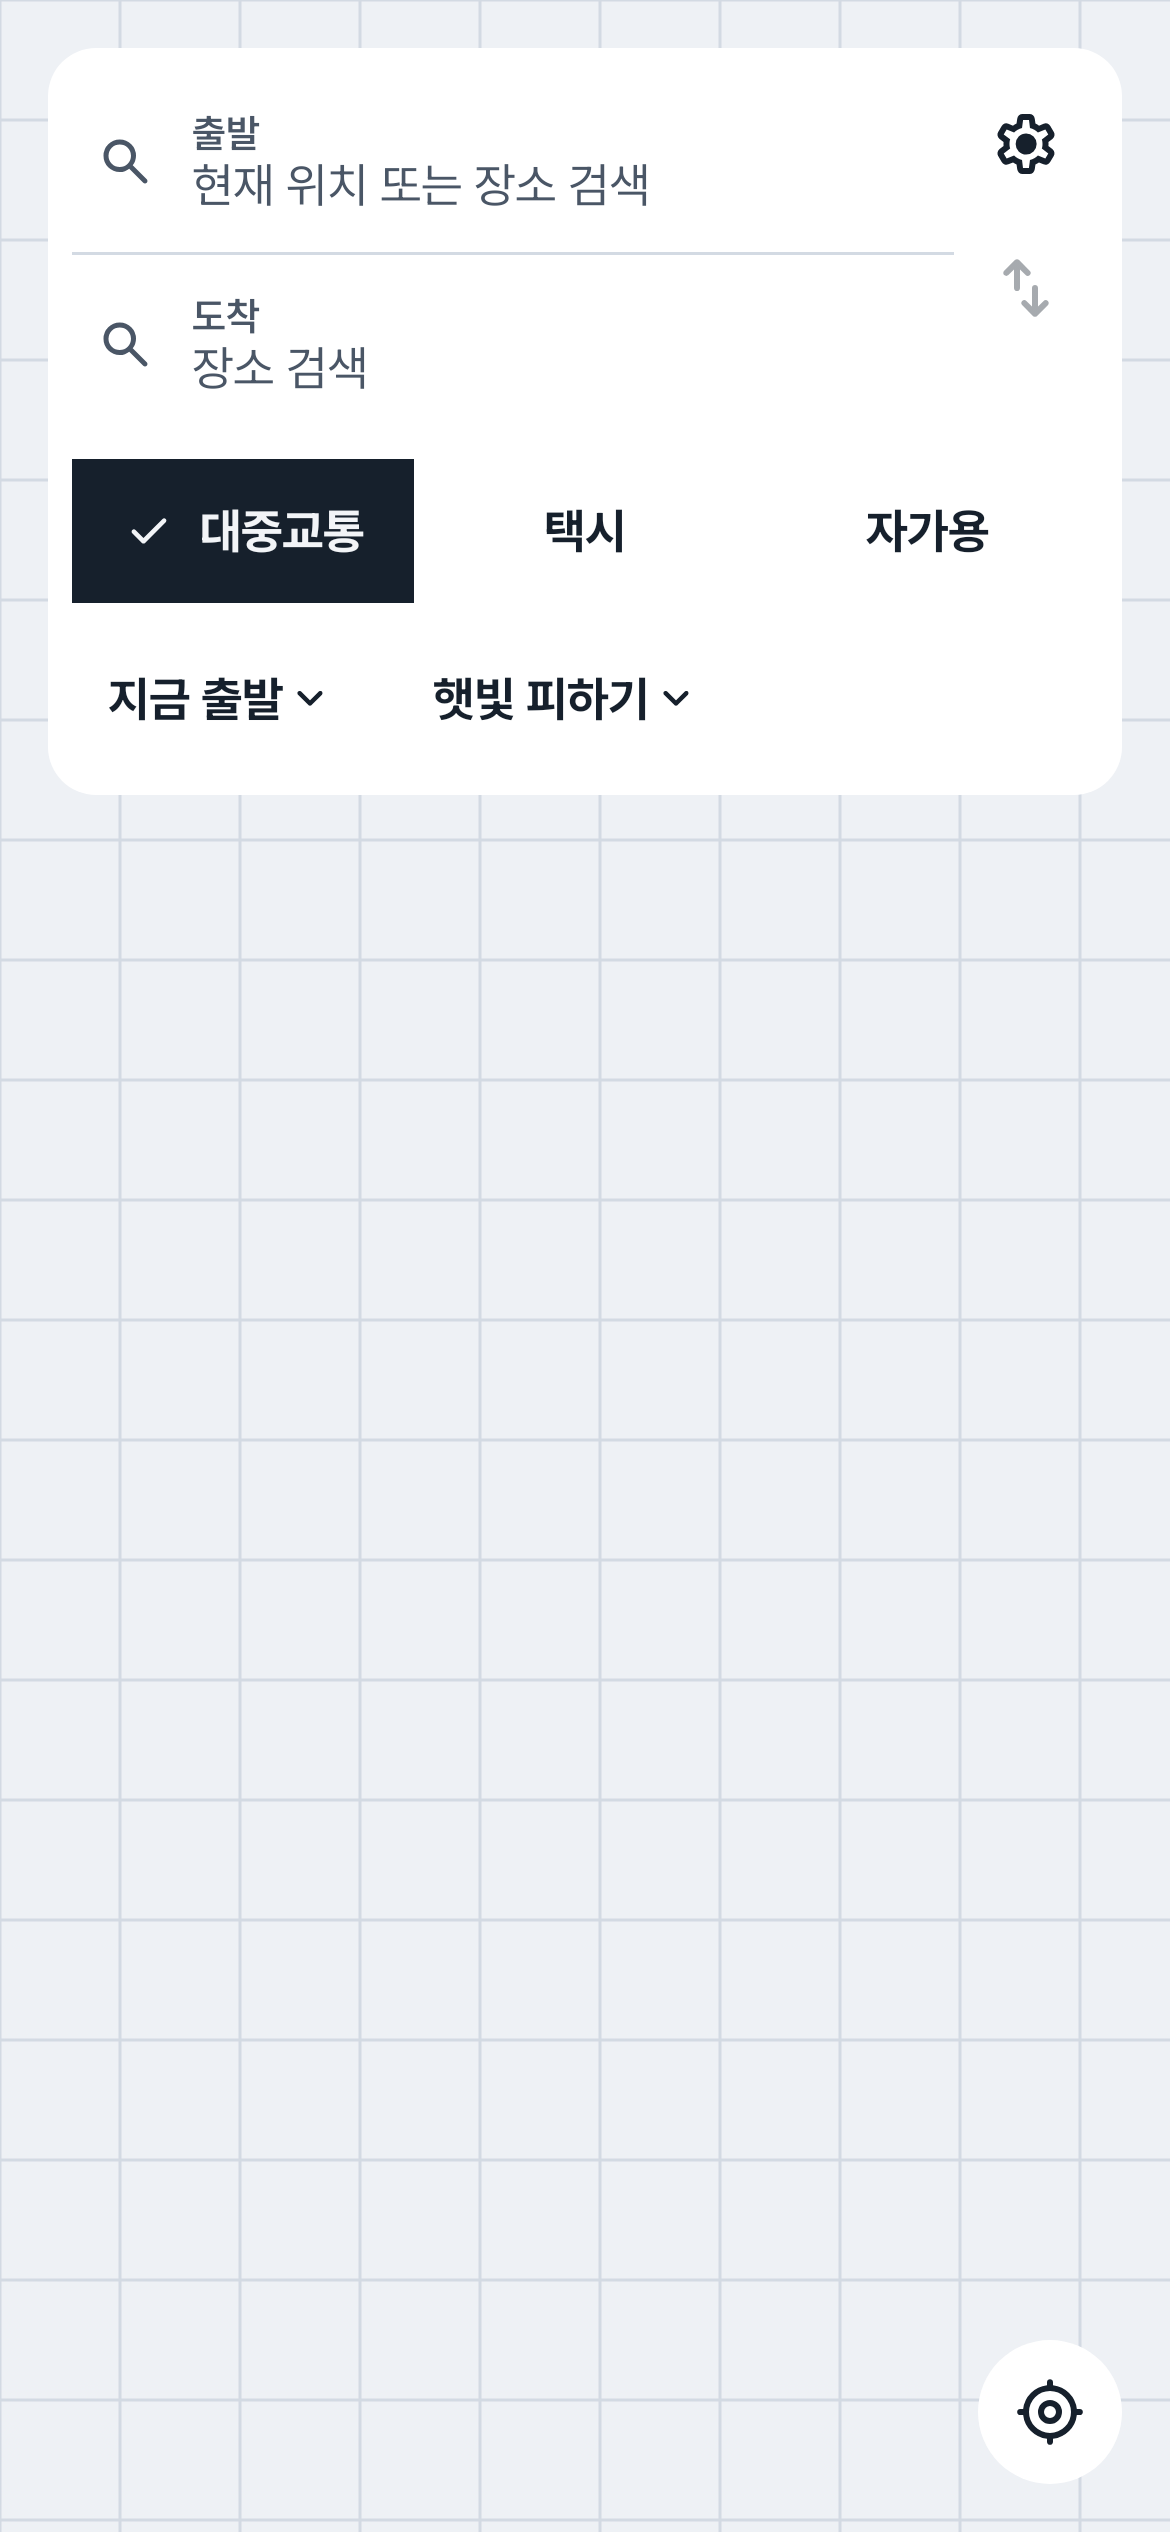 출발
현재 위치 또는 장소 검색
도착
장소 검색
대중교통 택시 자가용
지금 출발 햇빛 피하기